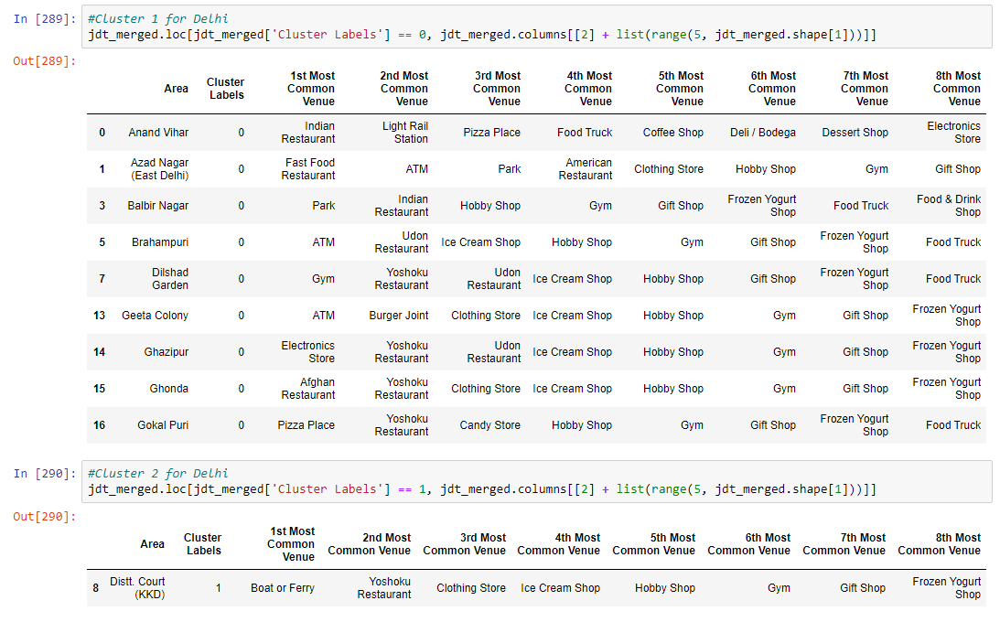 In [289]: #Cluster 1 for Delhi
jdt_merged.loc[jdt_merged['Cluster Labels'] == 0, jdt_merged.columns[[2] + list(range(5, jdt_merged.shape[1]))]]
Out[289]:
Area Cluster Labels 1st Most Common Venue 2nd Most Common Venue 3rd Most Common Venue 4th Most Common Venue 5th Most Common Venue 6th Most Common Venue 7th Most Common Venue 8th Most Common Venue
0 Anand Vihar 0 Indian Restaurant Light Rail Station Pizza Place Food Truck Coffee Shop Deli / Bodega Dessert Shop Electronics Store
1 Azad Nagar (East Delhi) 0 Fast Food Restaurant ATM Park American Restaurant Clothing Store Hobby Shop Gym Gift Shop
3 Balbir Nagar 0 Park Indian Restaurant Hobby Shop Gym Gift Shop Frozen Yogurt Shop Food Truck Food & Drink Shop
5 Brahampuri 0 ATM Udon Restaurant Ice Cream Shop Hobby Shop Gym Gift Shop Frozen Yogurt Shop Food Truck
7 Dilshad Garden 0 Gym Yoshoku Restaurant Udon Restaurant Ice Cream Shop Hobby Shop Gift Shop Frozen Yogurt Shop Food Truck
13 Geeta Colony 0 ATM Burger Joint Clothing Store Ice Cream Shop Hobby Shop Gym Gift Shop Frozen Yogurt Shop
14 Ghazipur 0 Electronics Store Yoshoku Restaurant Udon Restaurant Ice Cream Shop Hobby Shop Gym Gift Shop Frozen Yogurt Shop
15 Ghonda 0 Afghan Restaurant Yoshoku Restaurant Clothing Store Ice Cream Shop Hobby Shop Gym Gift Shop Frozen Yogurt Shop
16 Gokal Puri 0 Pizza Place Yoshoku Restaurant Candy Store Hobby Shop Gym Gift Shop Frozen Yogurt Shop Food Truck
In [290]: #Cluster 2 for Delhi
jdt_merged.loc[jdt_merged['Cluster Labels'] == 1, jdt_merged.columns[[2] + list(range(5, jdt_merged.shape[1]))]]
Out[290]:
Area Cluster Labels 1st Most Common Venue 2nd Most Common Venue 3rd Most Common Venue 4th Most Common Venue 5th Most Common Venue 6th Most Common Venue 7th Most Common Venue 8th Most Common Venue
8 Distt. Court (KKD) 1 Boat or Ferry Yoshoku Restaurant Clothing Store Ice Cream Shop Hobby Shop Gym Gift Shop Frozen Yogurt Shop